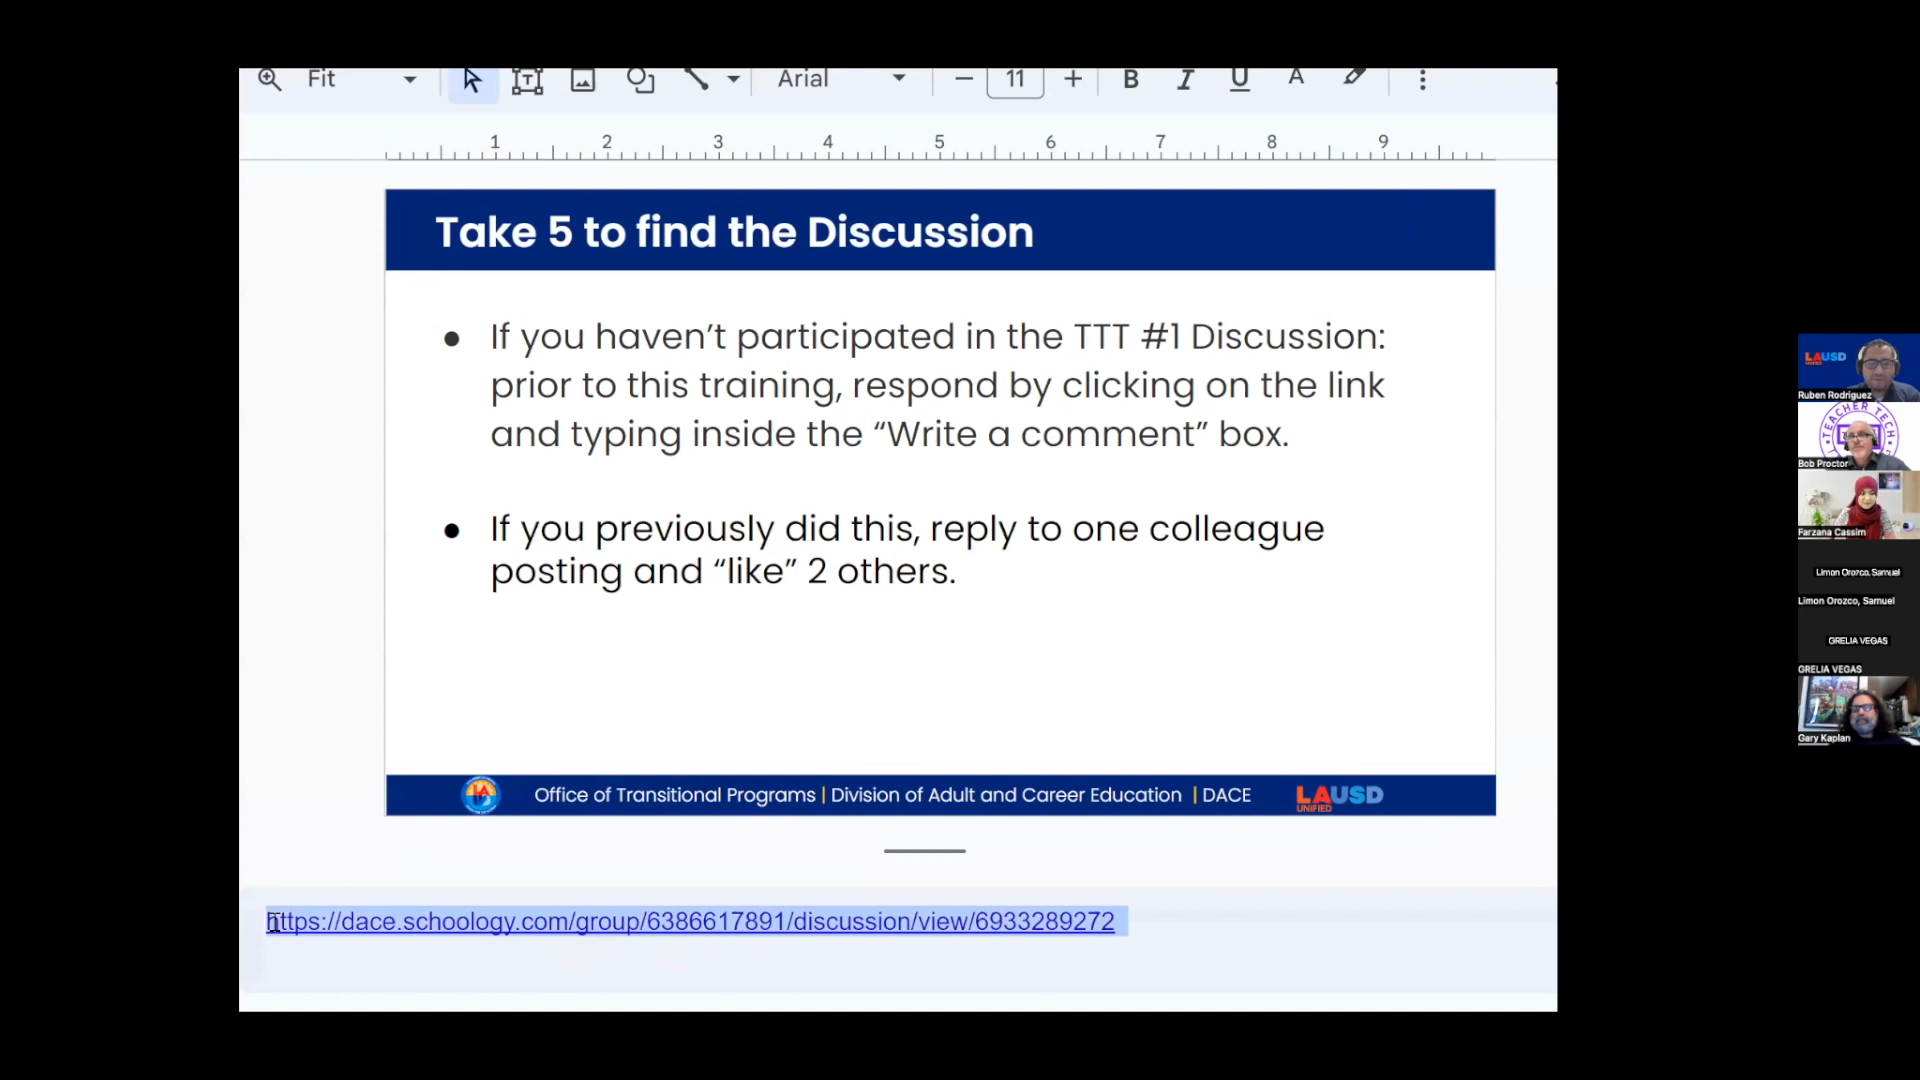 Fit
Arial
11
B I U A
1 2 3 4 5 6 7 8 9
Take 5 to find the Discussion
● If you haven’t participated in the TTT #1 Discussion:
prior to this training, respond by clicking on the link
and typing inside the “Write a comment” box.
● If you previously did this, reply to one colleague
posting and “like” 2 others.
Office of Transitional Programs | Division of Adult and Career Education | DACE
LAUSD
UNIFIED
https://dace.schoology.com/group/6386617891/discussion/view/6933289272
LAUSD
Ruben Rodriguez
TEACHER TECH
Bob Proctor
Farzana Cassim
Limon Orozco, Samuel
Limon Orozco, Samuel
GRELIA VEGAS
GRELIA VEGAS
Gary Kaplan